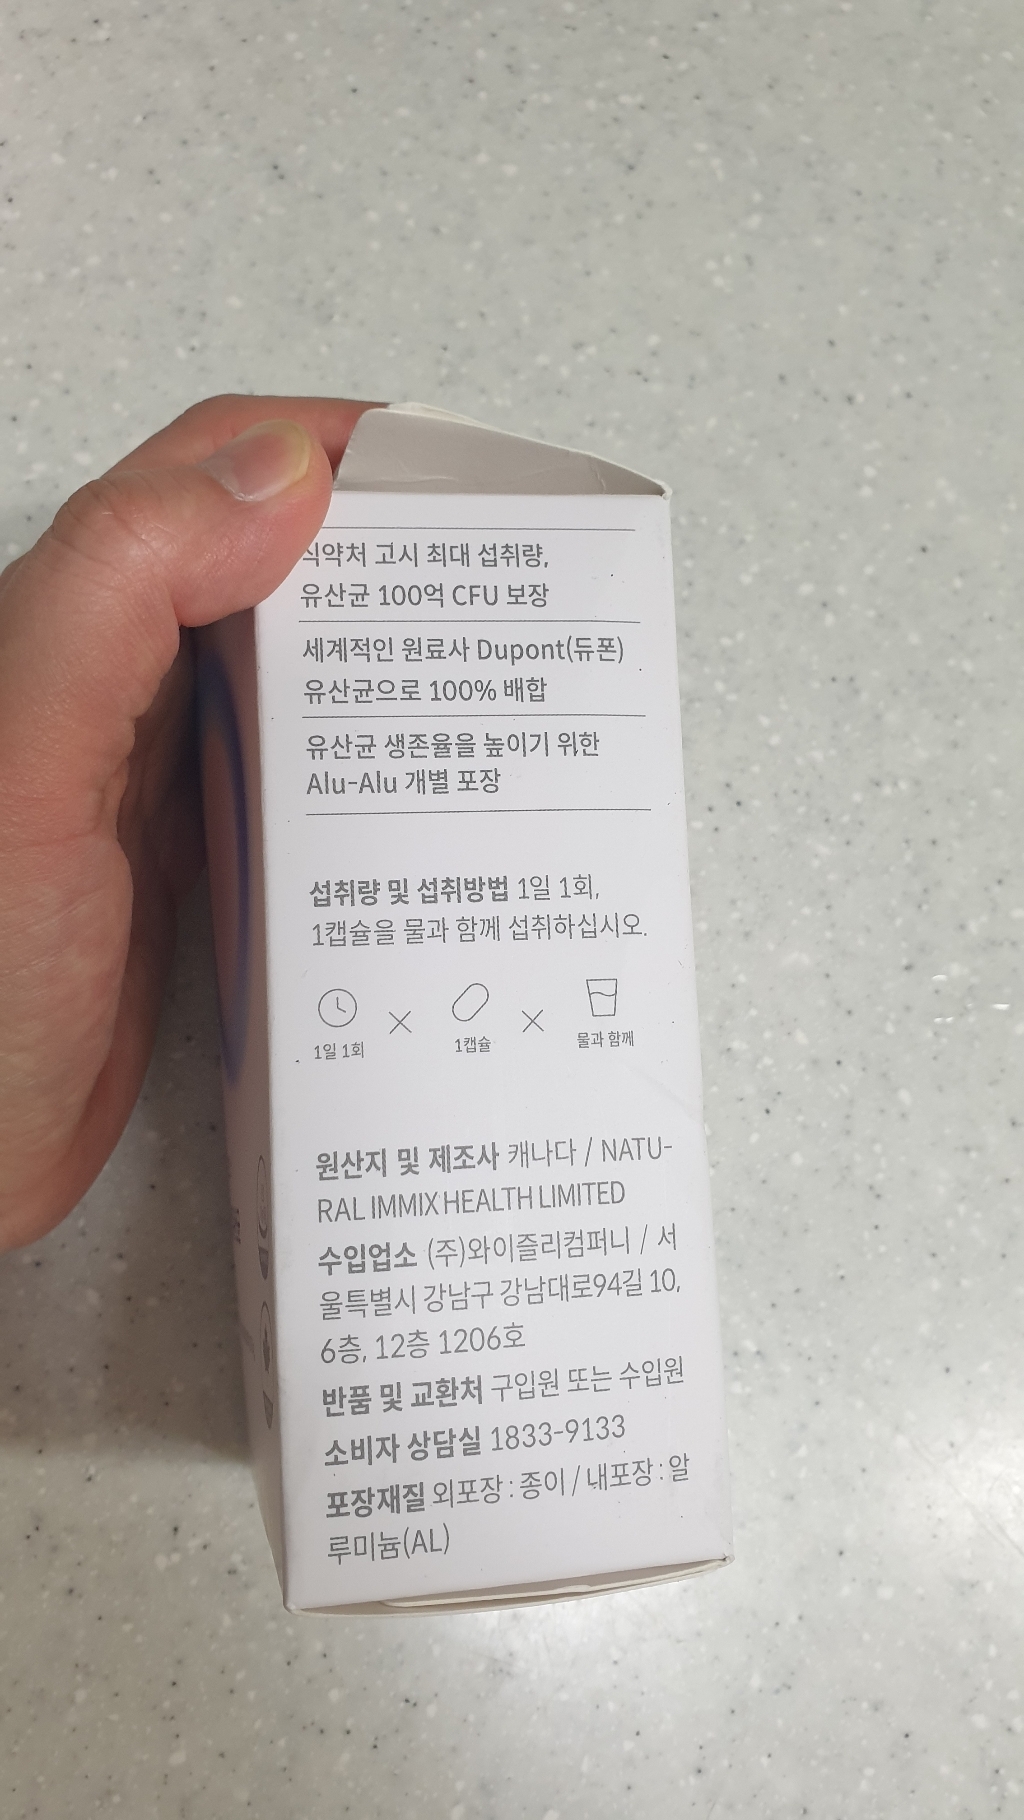 식약처 고시 최대 섭취량,
유산균 100억 CFU 보장
세계적인 원료사 Dupont(듀폰)
유산균으로 100% 배합
유산균 생존율을 높이기 위한
Alu-Alu 개별 포장
섭취량 및 섭취방법 1일 1회,
1캡슐을 물과 함께 섭취하십시오.
1일 1회
1캡슐
물과 함께
원산지 및 제조사 캐나다 / NATU-
RAL IMMIX HEALTH LIMITED
수입업소 (주)와이즐리컴퍼니 / 서
울특별시 강남구 강남대로94길 10,
6층, 12층 1206호
반품 및 교환처 구입원 또는 수입원
소비자 상담실 1833-9133
포장재질 외포장 : 종이 / 내포장 : 알
루미늄(AL)